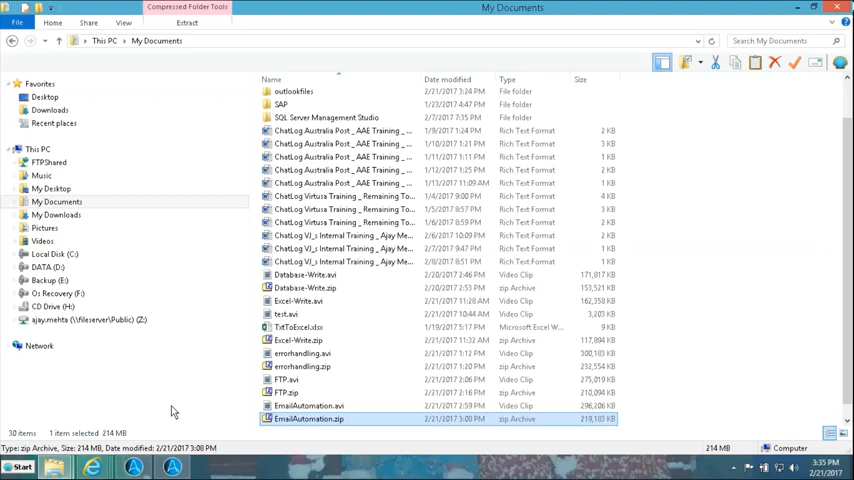 Compressed Folder Tools
My Documents
File Home Share View Extract
This PC My Documents
Search My Documents
Name Date modified Type Size
Favorites
Desktop
Downloads
Recent places
This PC
FTPShared
Music
My Desktop
My Documents
My Downloads
Pictures
Videos
Local Disk (C:)
DATA (D:)
Backup (E:)
Os Recovery (F:)
CD Drive (H:)
ajay.mehta (\\fileserver\Public) (Z:)
Network
outlookfiles 2/21/2017 3:24 PM File folder
SAP 1/23/2017 4:47 PM File folder
SQL Server Management Studio 2/7/2017 7:35 PM File folder
ChatLog Australia Post _ AAE Training _ ... 1/9/2017 1:24 PM Rich Text Format 2 KB
ChatLog Australia Post _ AAE Training _ ... 1/10/2017 1:21 PM Rich Text Format 3 KB
ChatLog Australia Post _ AAE Training _ ... 1/11/2017 1:11 PM Rich Text Format 1 KB
ChatLog Australia Post _ AAE Training _ ... 1/12/2017 1:25 PM Rich Text Format 1 KB
ChatLog Australia Post _ AAE Training _ ... 1/13/2017 11:09 AM Rich Text Format 2 KB
ChatLog Virtusa Training _ Remaining To... 1/4/2017 9:00 PM Rich Text Format 4 KB
ChatLog Virtusa Training _ Remaining To... 1/5/2017 8:57 PM Rich Text Format 3 KB
ChatLog Virtusa Training _ Remaining To... 1/6/2017 8:59 PM Rich Text Format 2 KB
ChatLog VJ_s Internal Training _ Ajay Me... 2/6/2017 10:09 PM Rich Text Format 2 KB
ChatLog VJ_s Internal Training _ Ajay Me... 2/7/2017 9:47 PM Rich Text Format 2 KB
ChatLog VJ_s Internal Training _ Ajay Me... 2/8/2017 8:51 PM Rich Text Format 2 KB
Database-Write.avi 2/20/2017 2:46 PM Video Clip 171,817 KB
Database-Write.zip 2/20/2017 2:53 PM zip Archive 153,521 KB
Excel-Write.avi 2/21/2017 11:28 AM Video Clip 162,358 KB
test.avi 2/21/2017 10:44 AM Video Clip 3,203 KB
TxtToExcel.xlsx 1/19/2017 5:17 PM Microsoft Excel W... 9 KB
Excel-Write.zip 2/21/2017 11:32 AM zip Archive 117,894 KB
errorhandling.avi 2/21/2017 1:12 PM Video Clip 300,183 KB
errorhandling.zip 2/21/2017 1:20 PM zip Archive 232,554 KB
FTP.avi 2/21/2017 2:06 PM Video Clip 275,019 KB
FTP.zip 2/21/2017 2:16 PM zip Archive 210,094 KB
EmailAutomation.avi 2/21/2017 2:59 PM Video Clip 296,206 KB
EmailAutomation.zip 2/21/2017 3:08 PM zip Archive 219,183 KB
30 items 1 item selected 214 MB
Type: zip Archive, Size: 214 MB, Date modified: 2/21/2017 3:08 PM 214 MB Computer
Start
3:35 PM
2/21/2017